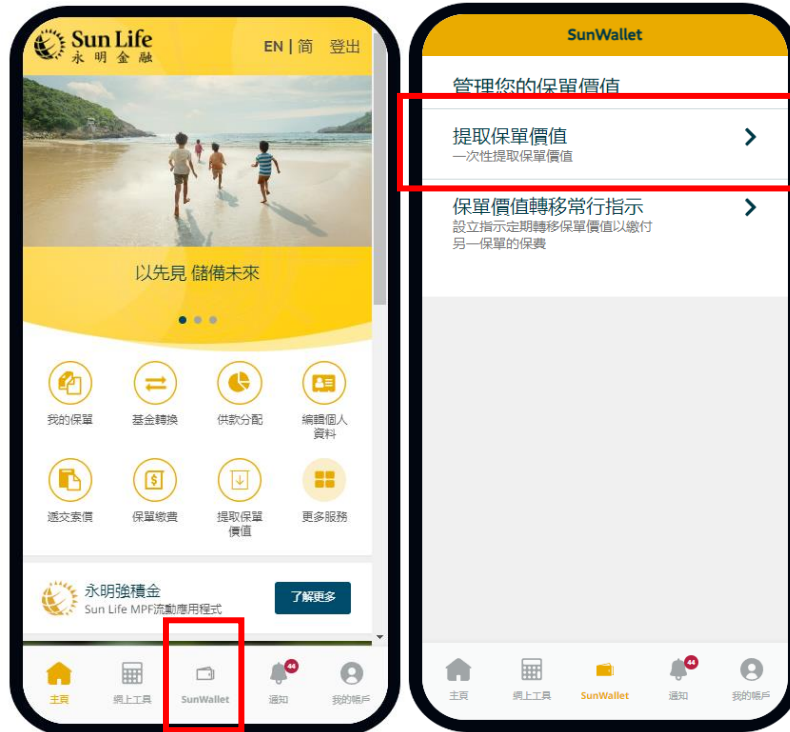 Sun Life
永明金融
EN | 简 登出
以先見 儲備未來
我的保單
基金轉換
供款分配
編輯個人
資料
遞交索償
保單繳費
提取保單
價值
更多服務
永明強積金
Sun Life MPF流動應用程式
了解更多
主頁
網上工具
SunWallet
44
通知
我的帳戶
SunWallet
管理您的保單價值
提取保單價值
一次性提取保單價值
保單價值轉移常行指示
設立指示定期轉移保單價值以繳付
另一保單的保費
主頁
網上工具
SunWallet
44
通知
我的帳戶